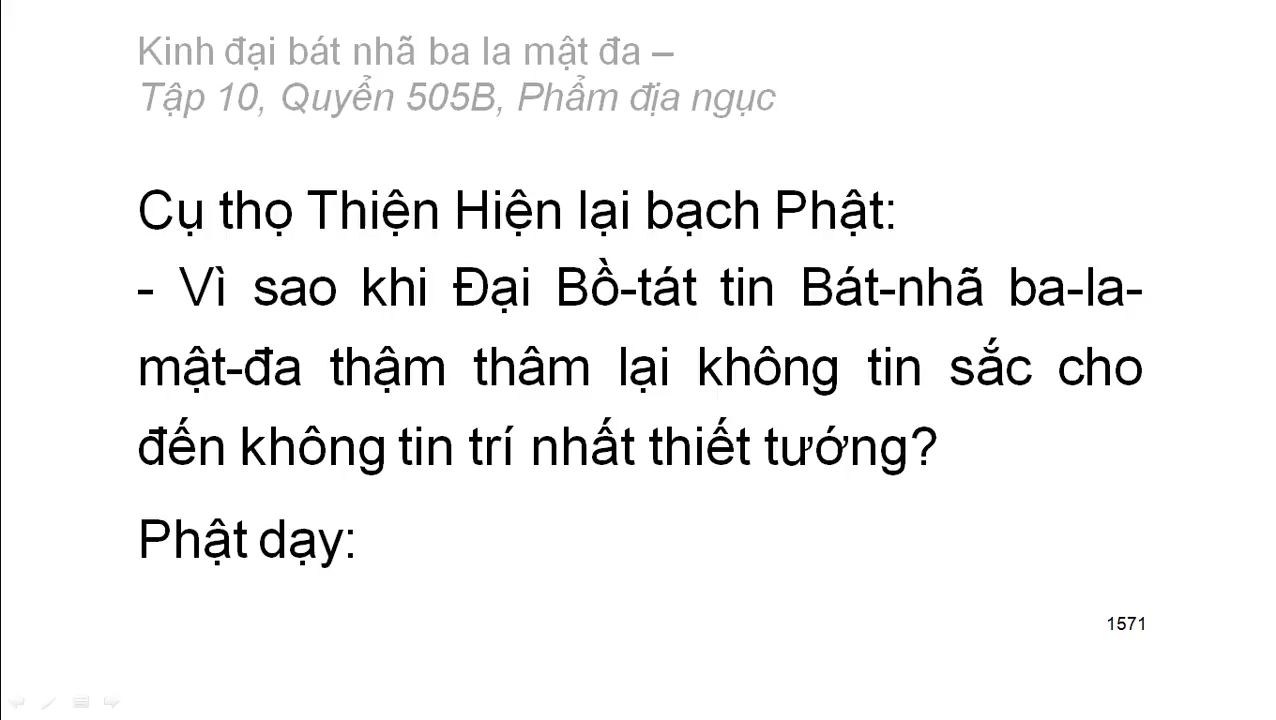 Kinh đại bát nhã ba la mật đa –
Tập 10, Quyển 505B, Phẩm địa ngục
Cụ thọ Thiện Hiện lại bạch Phật:
- Vì sao khi Đại Bồ-tát tin Bát-nhã ba-la-
mật-đa thậm thâm lại không tin sắc cho
đến không tin trí nhất thiết tướng?
Phật dạy:
1571